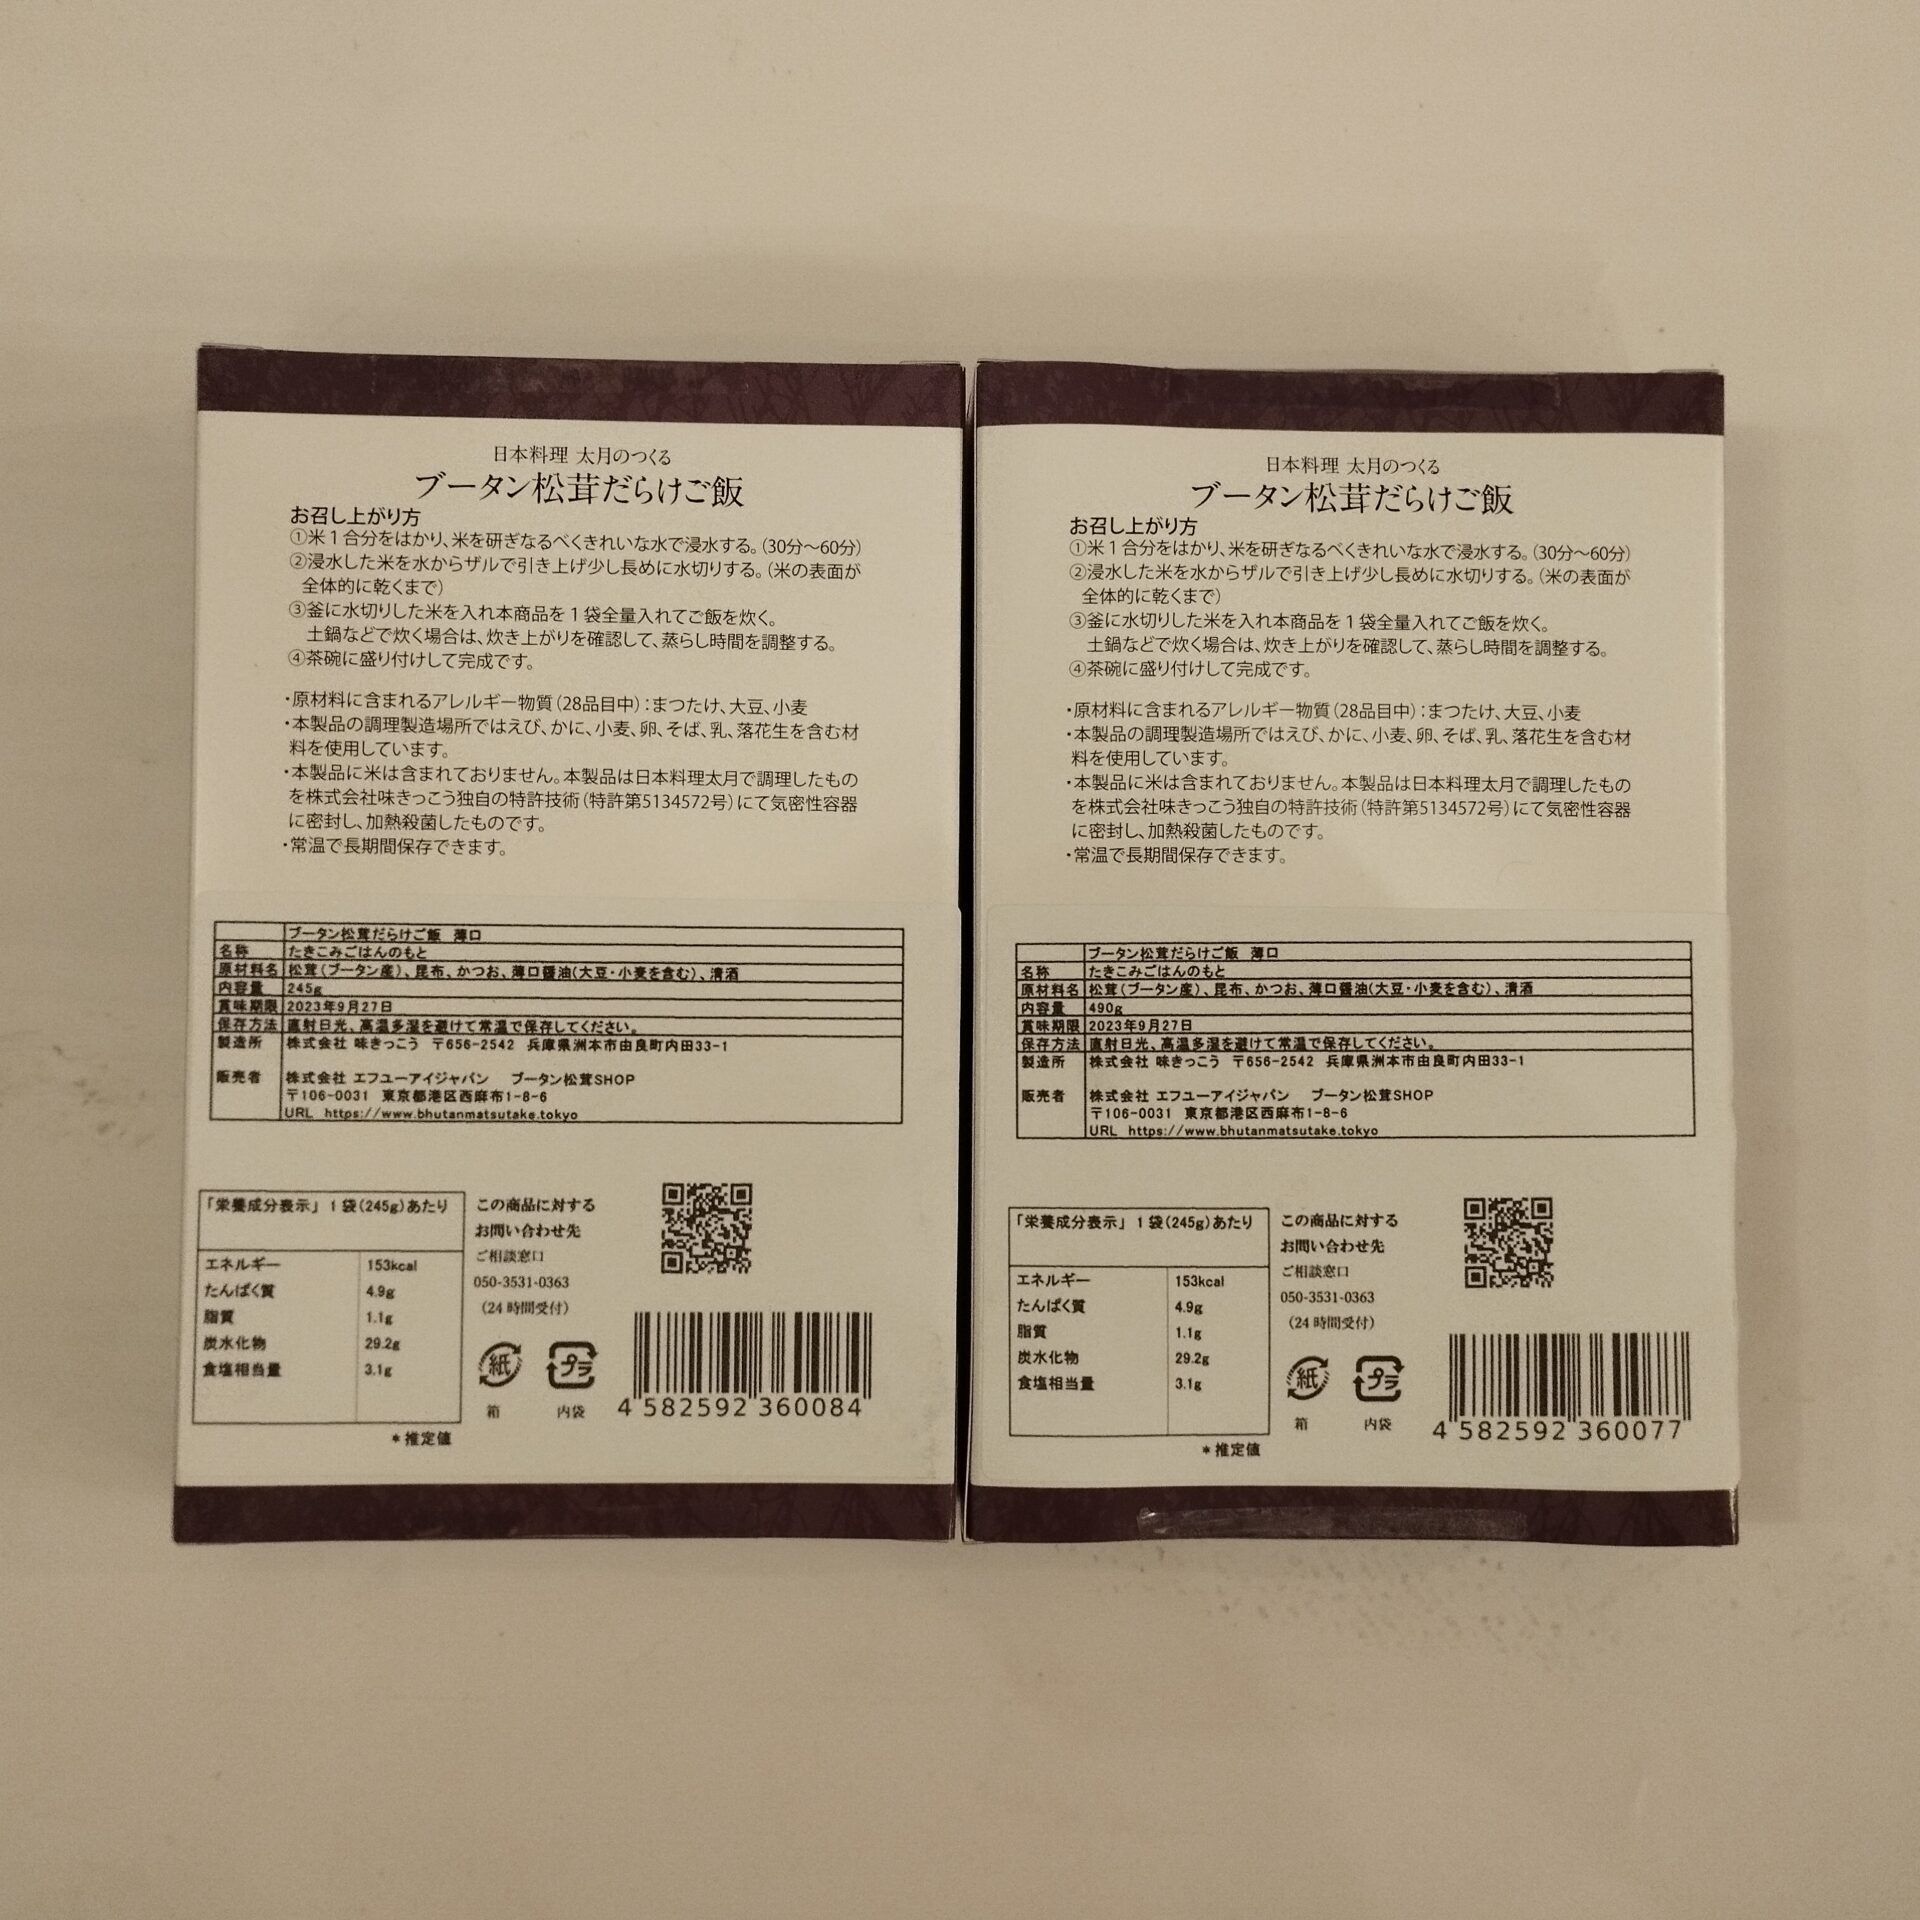 日本料理 太月のつくる
ブータン松茸だらけご飯
お召し上がり方
①米1合分をはかり、米を研ぎなるべくきれいな水で浸水する。(30分～60分)
②浸水した米を水からザルで引き上げ少し長めに水切りする。(米の表面が
全体的に乾くまで)
③釜に水切りした米を入れ本商品を1袋全量入れてご飯を炊く。
土鍋などで炊く場合は、炊き上がりを確認して、蒸らし時間を調整する。
④茶碗に盛り付けして完成です。
・原材料に含まれるアレルギー物質(28品目中):まつたけ、大豆、小麦
・本製品の調理製造場所ではえび、かに、小麦、卵、そば、乳、落花生を含む材
料を使用しています。
・本製品に米は含まれておりません。本製品は日本料理太月で調理したもの
を株式会社味きっこう独自の特許技術(特許第5134572号)にて気密性容器
に密封し、加熱殺菌したものです。
・常温で長期間保存できます。
ブータン松茸だらけご飯 薄口
名称 たきこみごはんのもと
原材料名 松茸(ブータン産)、昆布、かつお、薄口醤油(大豆・小麦を含む)、清酒
内容量 245g
賞味期限 2023年9月27日
保存方法 直射日光、高温多湿を避けて常温で保存してください。
製造所 株式会社 味きっこう 〒656-2542 兵庫県洲本市由良町内田33-1
販売者 株式会社 エフユーアイジャパン ブータン松茸SHOP
〒106-0031 東京都港区西麻布1-8-6
URL https://www.bhutanmatsutake.tokyo
「栄養成分表示」1袋(245g)あたり
エネルギー 153kcal
たんぱく質 4.9g
脂質 1.1g
炭水化物 29.2g
食塩相当量 3.1g
*推定値
この商品に対する
お問い合わせ先
ご相談窓口
050-3531-0363
(24時間受付)
紙 プラ
箱 内袋
4 582592 360084
日本料理 太月のつくる
ブータン松茸だらけご飯
お召し上がり方
①米1合分をはかり、米を研ぎなるべくきれいな水で浸水する。(30分～60分)
②浸水した米を水からザルで引き上げ少し長めに水切りする。(米の表面が
全体的に乾くまで)
③釜に水切りした米を入れ本商品を1袋全量入れてご飯を炊く。
土鍋などで炊く場合は、炊き上がりを確認して、蒸らし時間を調整する。
④茶碗に盛り付けして完成です。
・原材料に含まれるアレルギー物質(28品目中):まつたけ、大豆、小麦
・本製品の調理製造場所ではえび、かに、小麦、卵、そば、乳、落花生を含む材
料を使用しています。
・本製品に米は含まれておりません。本製品は日本料理太月で調理したもの
を株式会社味きっこう独自の特許技術(特許第5134572号)にて気密性容器
に密封し、加熱殺菌したものです。
・常温で長期間保存できます。
ブータン松茸だらけご飯 薄口
名称 たきこみごはんのもと
原材料名 松茸(ブータン産)、昆布、かつお、薄口醤油(大豆・小麦を含む)、清酒
内容量 490g
賞味期限 2023年9月27日
保存方法 直射日光、高温多湿を避けて常温で保存してください。
製造所 株式会社 味きっこう 〒656-2542 兵庫県洲本市由良町内田33-1
販売者 株式会社 エフユーアイジャパン ブータン松茸SHOP
〒106-0031 東京都港区西麻布1-8-6
URL https://www.bhutanmatsutake.tokyo
「栄養成分表示」1袋(245g)あたり
エネルギー 153kcal
たんぱく質 4.9g
脂質 1.1g
炭水化物 29.2g
食塩相当量 3.1g
*推定値
この商品に対する
お問い合わせ先
ご相談窓口
050-3531-0363
(24時間受付)
紙 プラ
箱 内袋
4 582592 360077